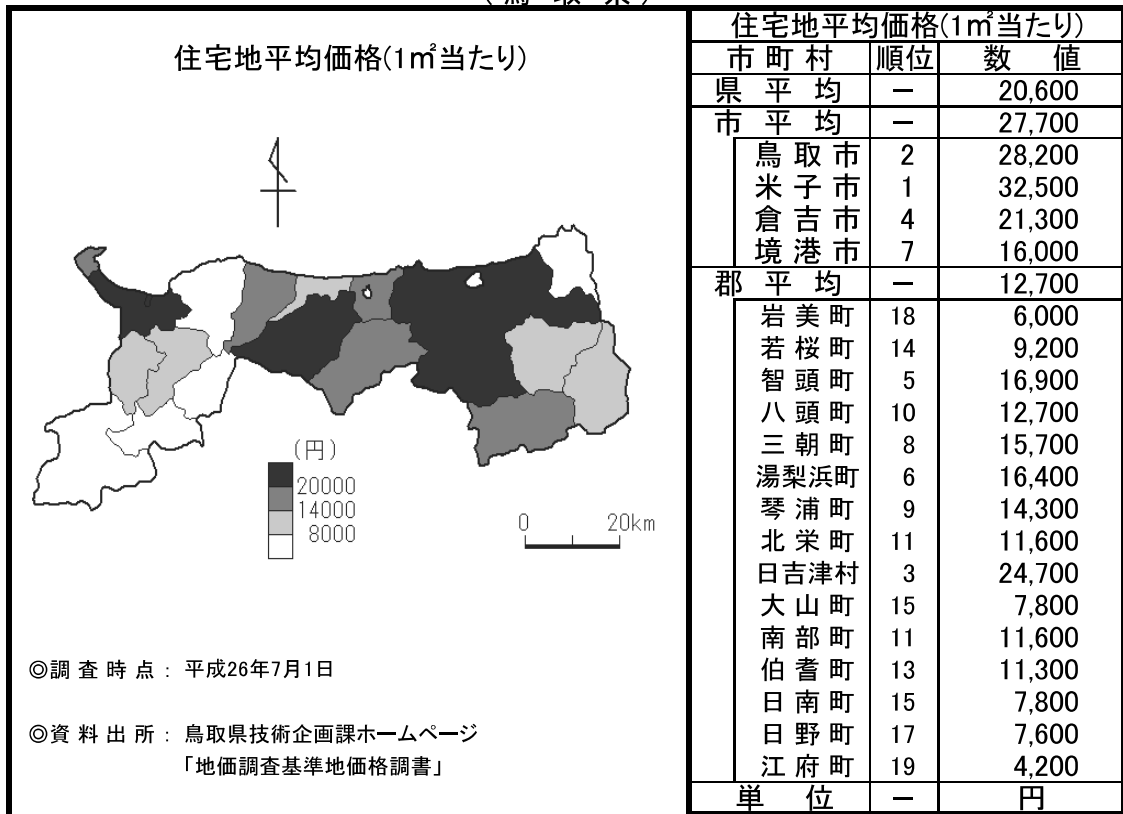 (鳥取県)
住宅地平均価格(1㎡当たり)
(円)
20000
14000
8000
0 20km
◎調査時点: 平成26年7月1日
◎資料出所: 鳥取県技術企画課ホームページ
「地価調査基準地価格調書」
住宅地平均価格(1㎡当たり)
市町村 順位 数値
県平均 － 20,600
市平均 － 27,700
鳥取市 2 28,200
米子市 1 32,500
倉吉市 4 21,300
境港市 7 16,000
郡平均 － 12,700
岩美町 18 6,000
若桜町 14 9,200
智頭町 5 16,900
八頭町 10 12,700
三朝町 8 15,700
湯梨浜町 6 16,400
琴浦町 9 14,300
北栄町 11 11,600
日吉津村 3 24,700
大山町 15 7,800
南部町 11 11,600
伯耆町 13 11,300
日南町 15 7,800
日野町 17 7,600
江府町 19 4,200
単位 － 円